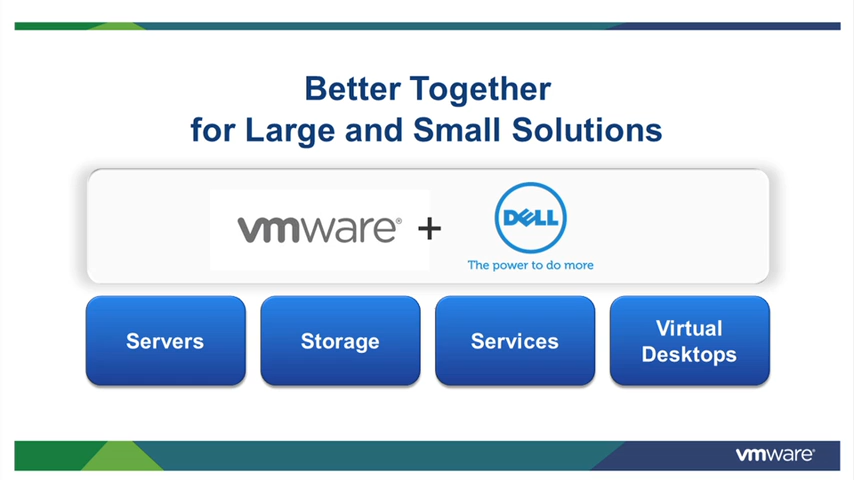 Better Together
for Large and Small Solutions
vmware® +
DELL
The power to do more
Servers
Storage
Services
Virtual
Desktops
vmware®